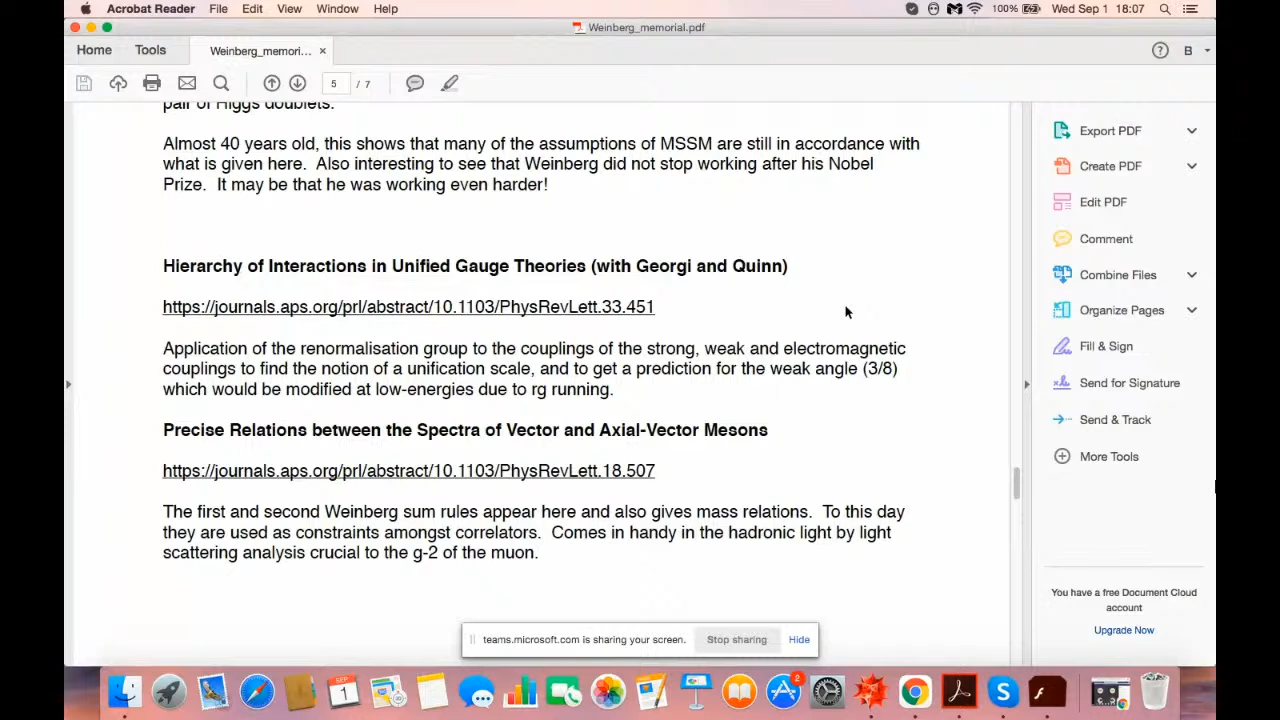 Acrobat Reader File Edit View Window Help 100% Wed Sep 1 18:07
Weinberg_memorial.pdf
Home Tools Weinberg_memori... × B
5 / 7
pair of Higgs doublets.
Almost 40 years old, this shows that many of the assumptions of MSSM are still in accordance with
what is given here. Also interesting to see that Weinberg did not stop working after his Nobel
Prize. It may be that he was working even harder!
Hierarchy of Interactions in Unified Gauge Theories (with Georgi and Quinn)
https://journals.aps.org/prl/abstract/10.1103/PhysRevLett.33.451
Application of the renormalisation group to the couplings of the strong, weak and electromagnetic
couplings to find the notion of a unification scale, and to get a prediction for the weak angle (3/8)
which would be modified at low-energies due to rg running.
Precise Relations between the Spectra of Vector and Axial-Vector Mesons
https://journals.aps.org/prl/abstract/10.1103/PhysRevLett.18.507
The first and second Weinberg sum rules appear here and also gives mass relations. To this day
they are used as constraints amongst correlators. Comes in handy in the hadronic light by light
scattering analysis crucial to the g-2 of the muon.
Export PDF
Create PDF
Edit PDF
Comment
Combine Files
Organize Pages
Fill & Sign
Send for Signature
Send & Track
More Tools
You have a free Document Cloud
account
Upgrade Now
teams.microsoft.com is sharing your screen. Stop sharing Hide
SEP
1
2